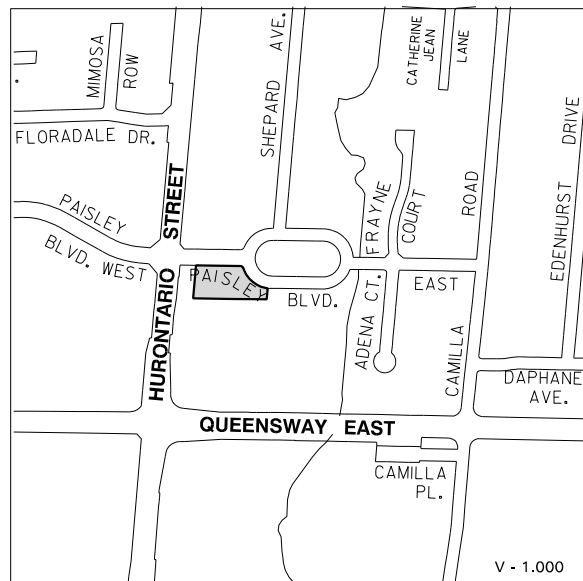 MIMOSA
ROW
SHEPARD AVE.
CATHERINE
JEAN
LANE
FLORADALE DR.
DRIVE
EDENHURST
HURONTARIO STREET
PAISLEY
BLVD. WEST
FRAYNE
COURT
ROAD
CAMILLA
PAISLEY
BLVD.
EAST
ADENA CT.
DAPHANE
AVE.
QUEENSWAY EAST
CAMILLA
PL.
V - 1.000